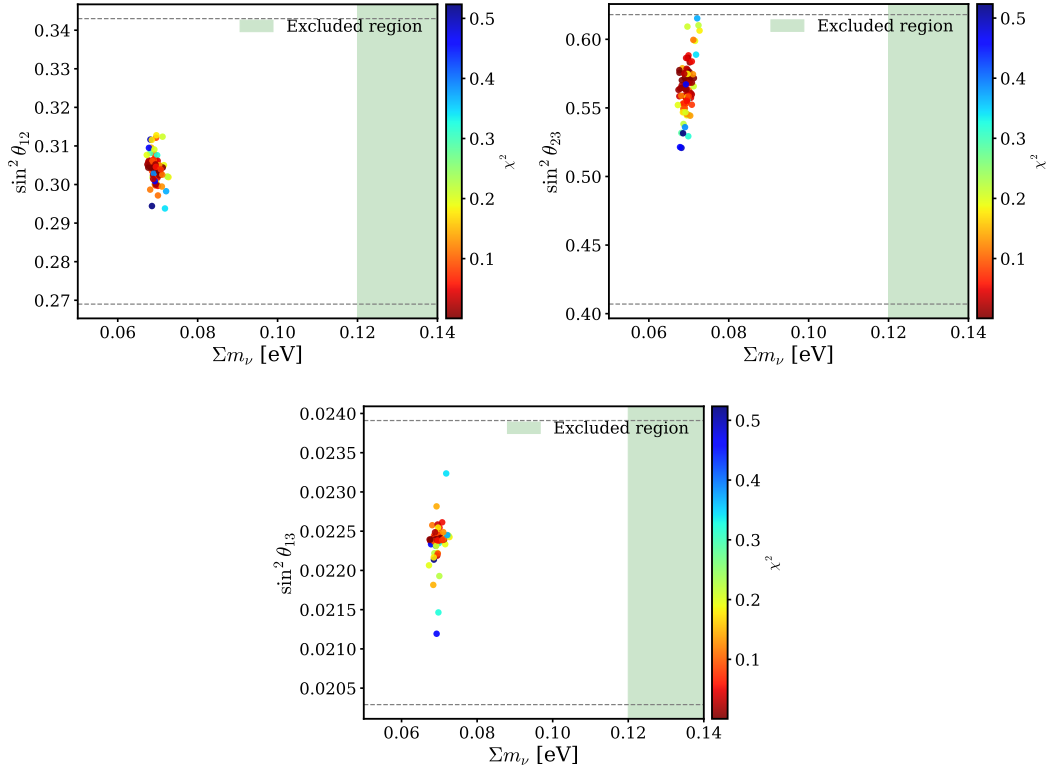 0.34
0.33
0.32
0.31
0.30
0.29
0.28
0.27
sin² θ₁₂
Excluded region
0.06 0.08 0.10 0.12 0.14
Σmν [eV]
0.5
0.4
0.3
0.2
0.1
χ²
0.60
0.55
0.50
0.45
0.40
sin² θ₂₃
Excluded region
0.06 0.08 0.10 0.12 0.14
Σmν [eV]
0.5
0.4
0.3
0.2
0.1
χ²
0.0240
0.0235
0.0230
0.0225
0.0220
0.0215
0.0210
0.0205
sin² θ₁₃
Excluded region
0.06 0.08 0.10 0.12 0.14
Σmν [eV]
0.5
0.4
0.3
0.2
0.1
χ²